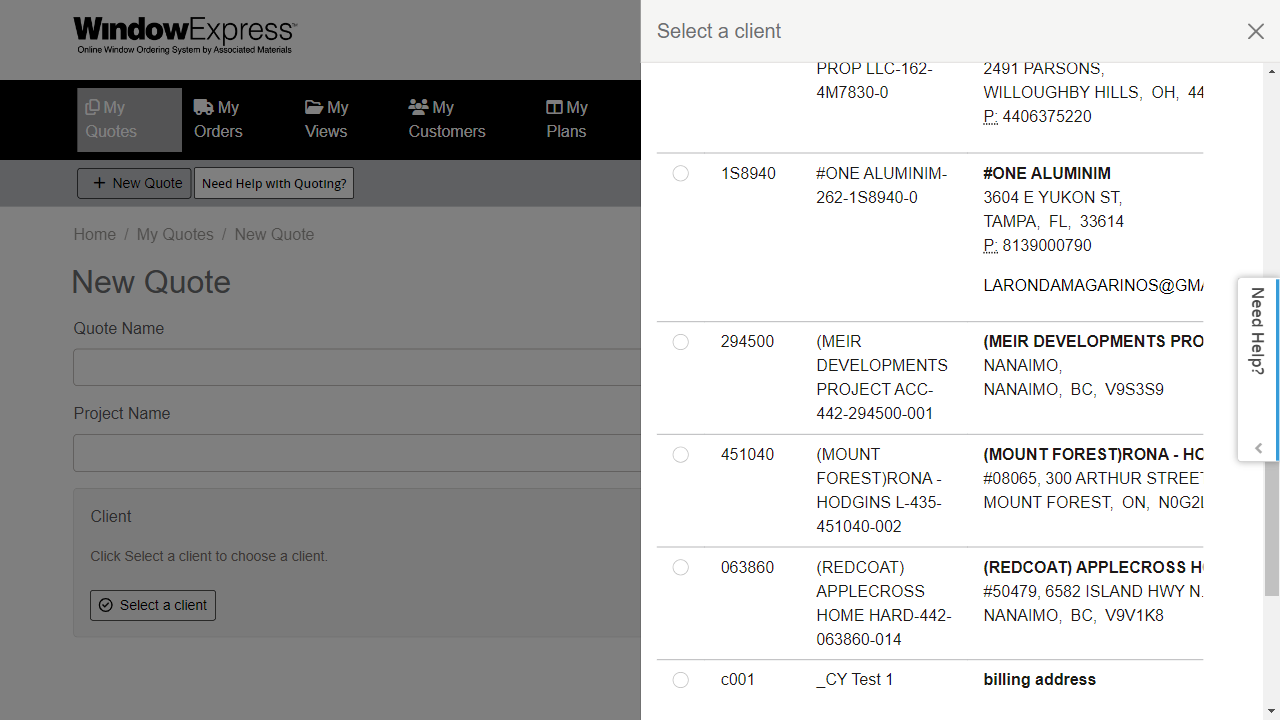 WindowExpress™
Online Window Ordering System by Associated Materials
My Quotes
My Orders
My Views
My Customers
My Plans
New Quote
Need Help with Quoting?
Home / My Quotes / New Quote
New Quote
Quote Name
Project Name
Client
Click Select a client to choose a client.
Select a client
Select a client
PROP LLC-162-
4M7830-0
2491 PARSONS,
WILLOUGHBY HILLS, OH, 44
P: 4406375220
1S8940
#ONE ALUMINIM-
262-1S8940-0
#ONE ALUMINIM
3604 E YUKON ST,
TAMPA, FL, 33614
P: 8139000790
LARONDAMAGARINOS@GMA
294500
(MEIR
DEVELOPMENTS
PROJECT ACC-
442-294500-001
(MEIR DEVELOPMENTS PRO
NANAIMO,
NANAIMO, BC, V9S3S9
451040
(MOUNT
FOREST)RONA -
HODGINS L-435-
451040-002
(MOUNT FOREST)RONA - HO
#08065, 300 ARTHUR STREET
MOUNT FOREST, ON, N0G2L
063860
(REDCOAT)
APPLECROSS
HOME HARD-442-
063860-014
(REDCOAT) APPLECROSS H
#50479, 6582 ISLAND HWY N.
NANAIMO, BC, V9V1K8
c001
_CY Test 1
billing address
Need Help?